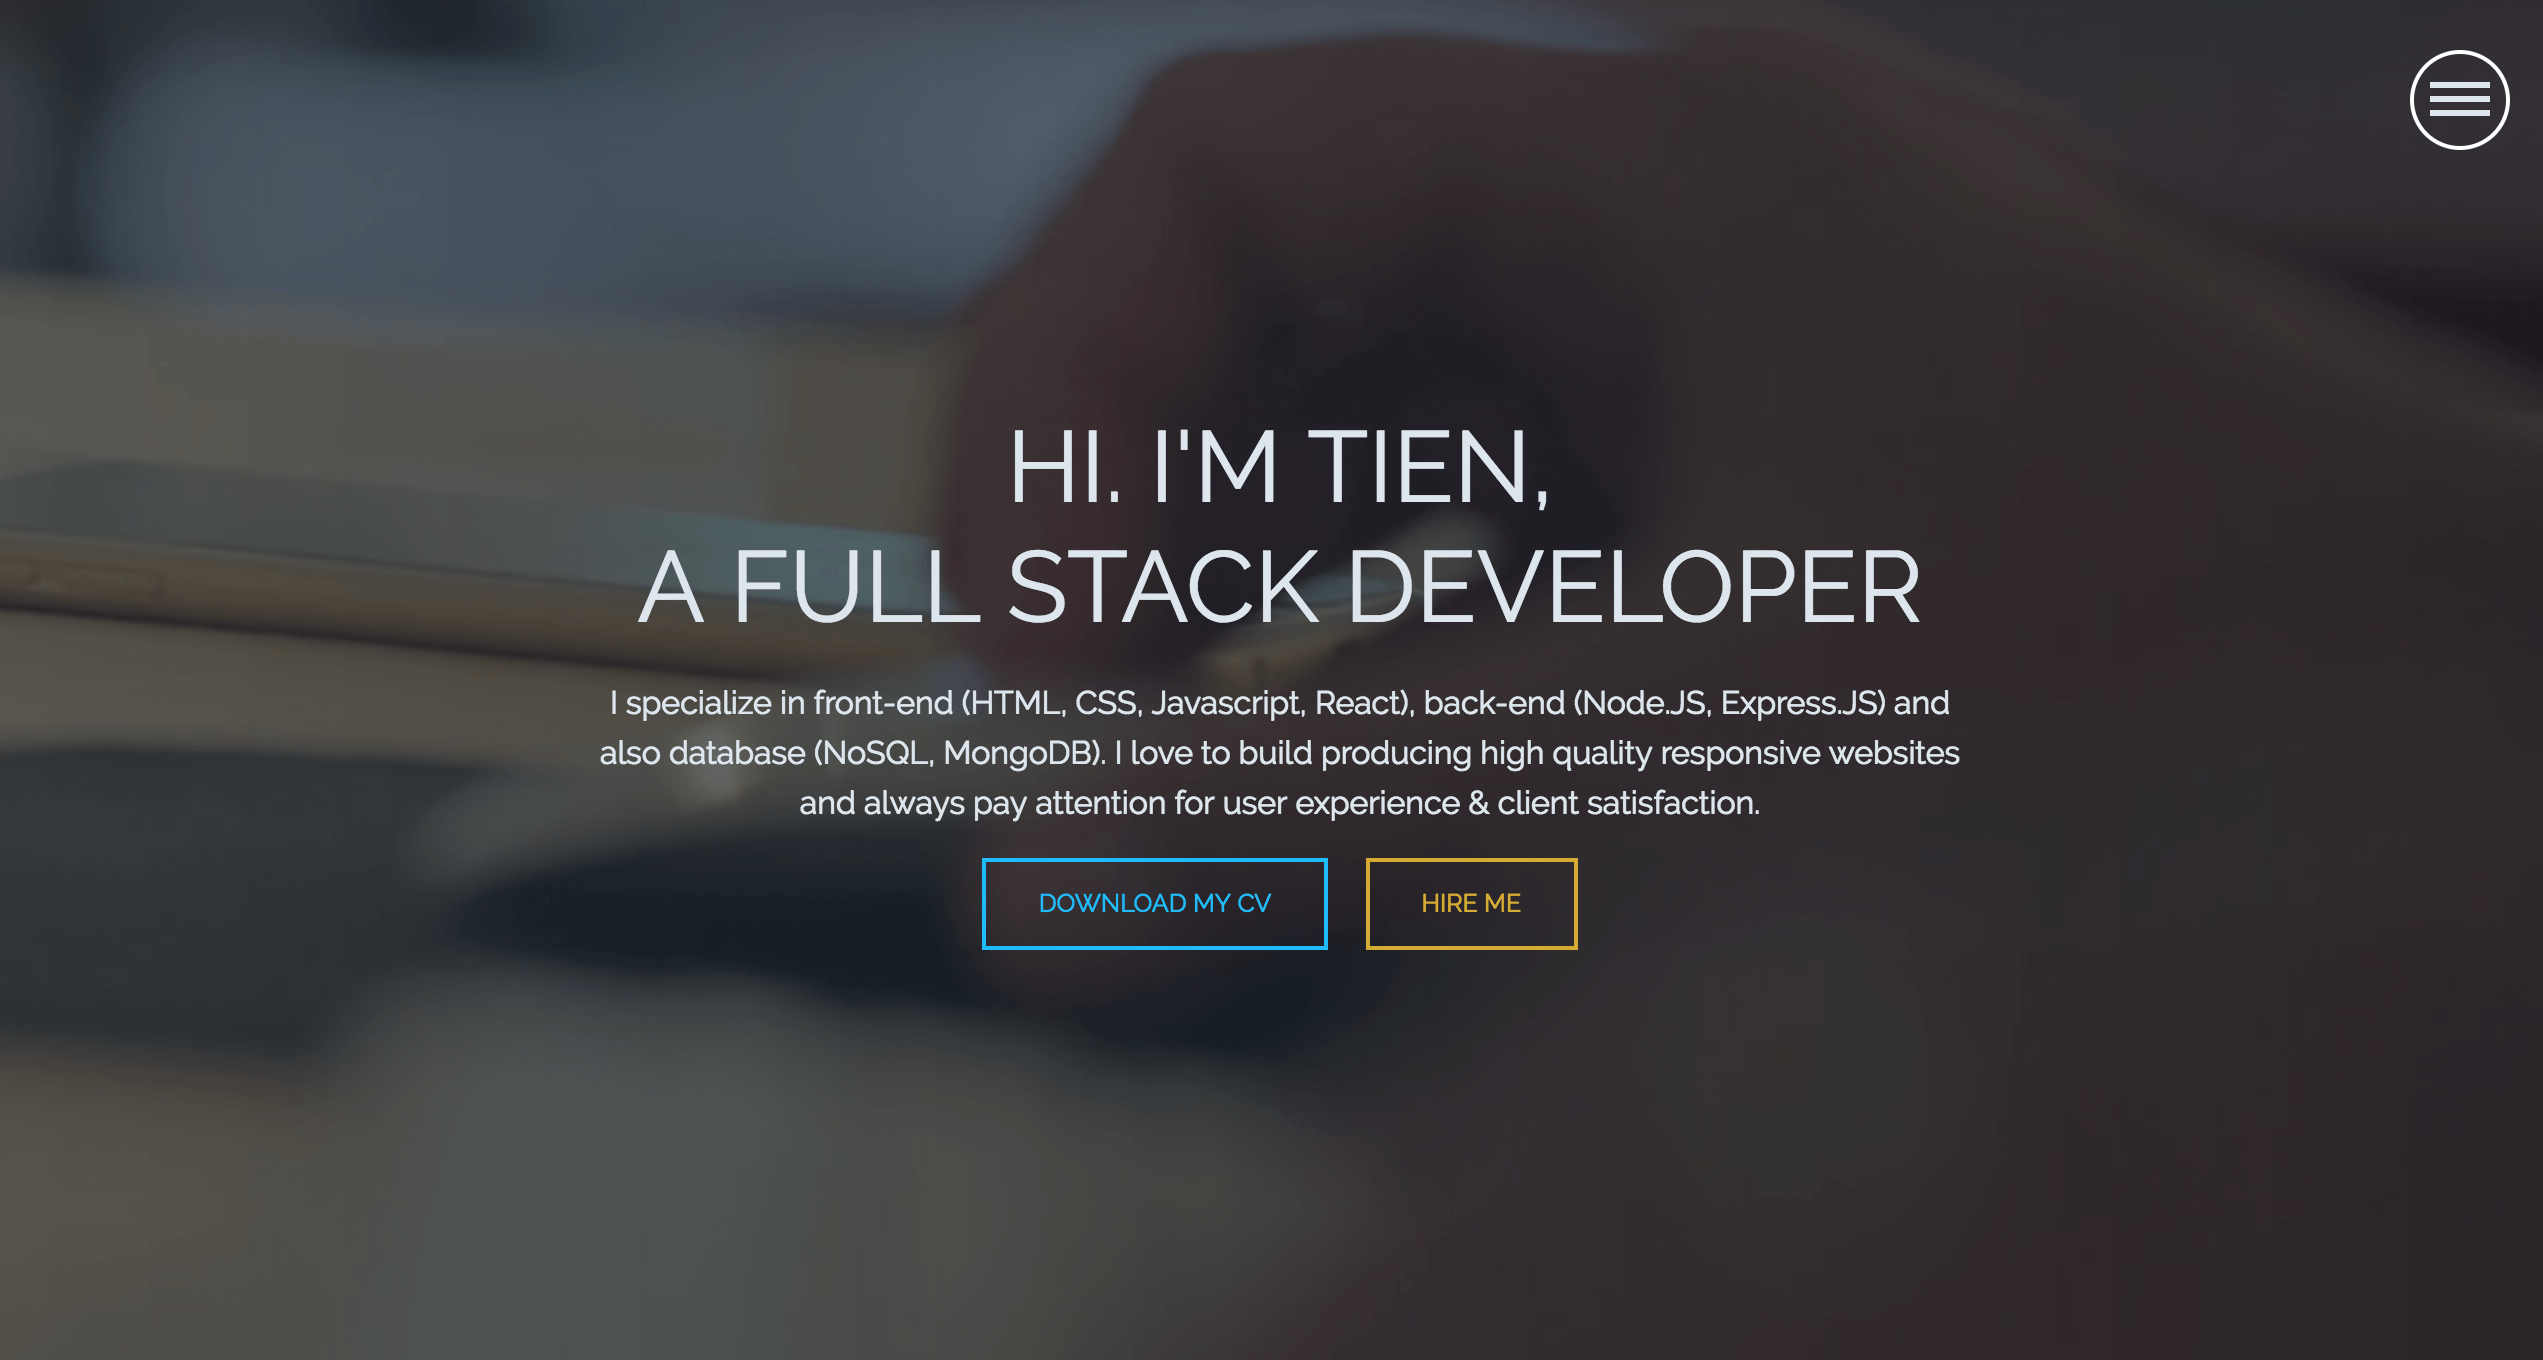 HI. I'M TIEN,
A FULL STACK DEVELOPER
I specialize in front-end (HTML, CSS, Javascript, React), back-end (Node.JS, Express.JS) and
also database (NoSQL, MongoDB). I love to build producing high quality responsive websites
and always pay attention for user experience & client satisfaction.
DOWNLOAD MY CV
HIRE ME